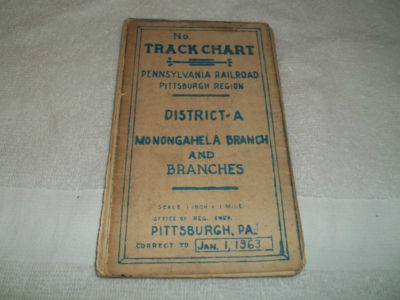 No.
TRACK CHART
PENNSYLVANIA RAILROAD
PITTSBURGH REGION
DISTRICT-A
MONONGAHELA BRANCH
AND
BRANCHES
SCALE 1 INCH = 1 MILE
OFFICE OF REG. ENGR.
PITTSBURGH, PA.
CORRECT TO JAN. 1, 1963